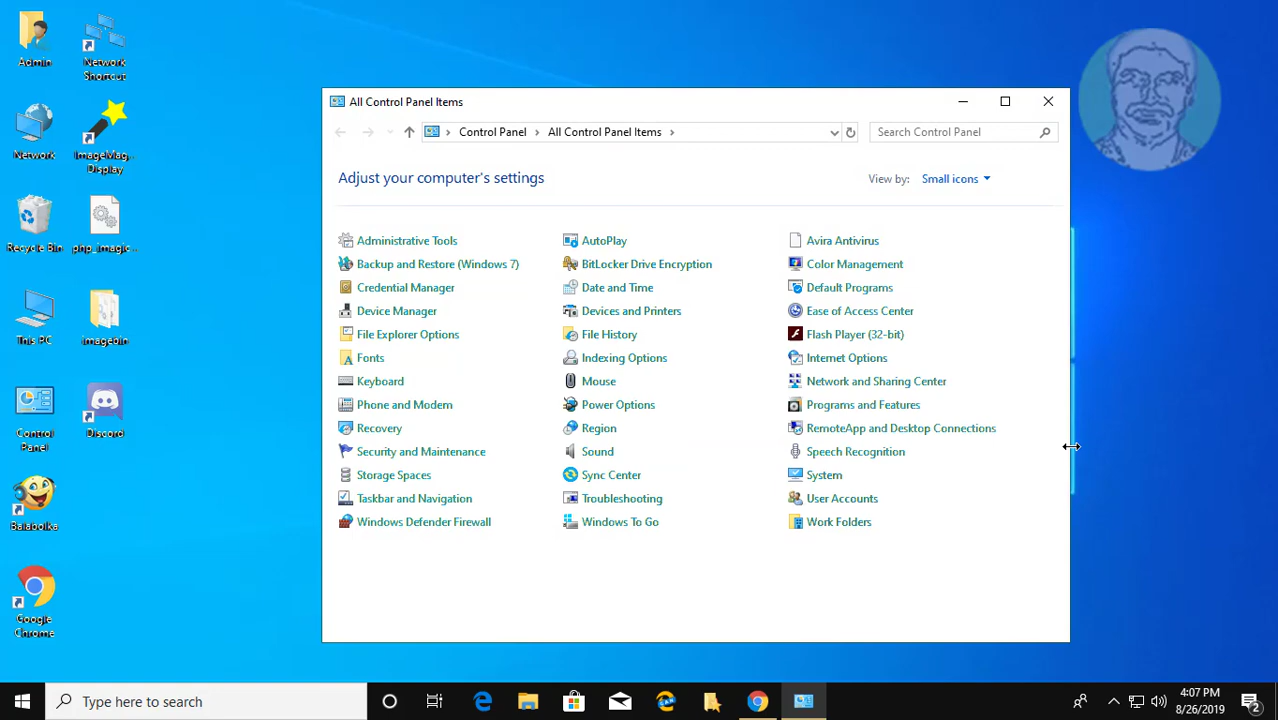 Admin
Network Shortcut
Network
ImageMag... Display
Recycle Bin
php_imagic...
This PC
imagebin
Control Panel
Discord
Balabolka
Google Chrome
All Control Panel Items
Control Panel
All Control Panel Items
Search Control Panel
Adjust your computer's settings
View by:
Small icons
Administrative Tools
AutoPlay
Avira Antivirus
Backup and Restore (Windows 7)
BitLocker Drive Encryption
Color Management
Credential Manager
Date and Time
Default Programs
Device Manager
Devices and Printers
Ease of Access Center
File Explorer Options
File History
Flash Player (32-bit)
Fonts
Indexing Options
Internet Options
Keyboard
Mouse
Network and Sharing Center
Phone and Modem
Power Options
Programs and Features
Recovery
Region
RemoteApp and Desktop Connections
Security and Maintenance
Sound
Speech Recognition
Storage Spaces
Sync Center
System
Taskbar and Navigation
Troubleshooting
User Accounts
Windows Defender Firewall
Windows To Go
Work Folders
Type here to search
4:07 PM
8/26/2019
2